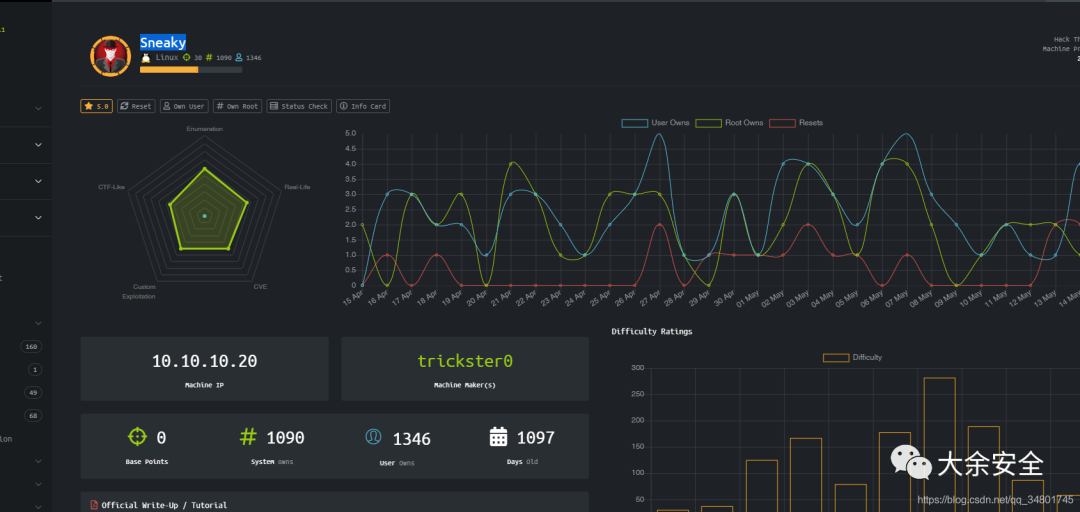 Sneaky
Linux 30 1090 1346
Hack Th
5.0 Reset Own User Own Root Status Check Info Card
Enumeration
Real-Life
CVE
Custom
Exploitation
CTF-Like
User Owns Root Owns Resets
5.0
4.5
4.0
3.5
3.0
2.5
2.0
1.5
1.0
0.5
0
15 Apr 16 Apr 17 Apr 18 Apr 19 Apr 20 Apr 21 Apr 22 Apr 23 Apr 24 Apr 25 Apr 26 Apr 27 Apr 28 Apr 29 Apr 30 Apr 01 May 02 May 03 May 04 May 05 May 06 May 07 May 08 May 09 May 10 May 11 May 12 May 13 May 14 May
10.10.10.20
Machine IP
trickster0
Machine Maker(s)
0
Base Points
1090
System owns
1346
User Owns
1097
Days Old
Official Write-Up / Tutorial
Difficulty Ratings
Difficulty
300
250
200
150
100
50
160
1
49
68
大余安全
https://blog.csdn.net/qq_34801745